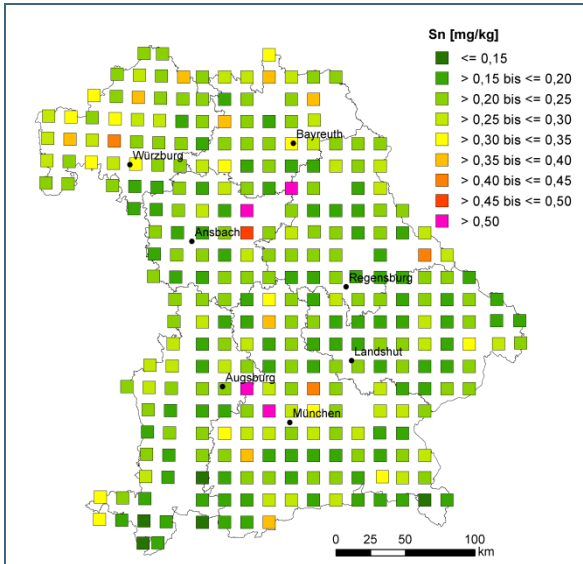 Sn [mg/kg]
<= 0,15
> 0,15 bis <= 0,20
> 0,20 bis <= 0,25
> 0,25 bis <= 0,30
> 0,30 bis <= 0,35
> 0,35 bis <= 0,40
> 0,40 bis <= 0,45
> 0,45 bis <= 0,50
> 0,50
Bayreuth
Würzburg
Ansbach
Regensburg
Landshut
Augsburg
München
0 25 50 100
km